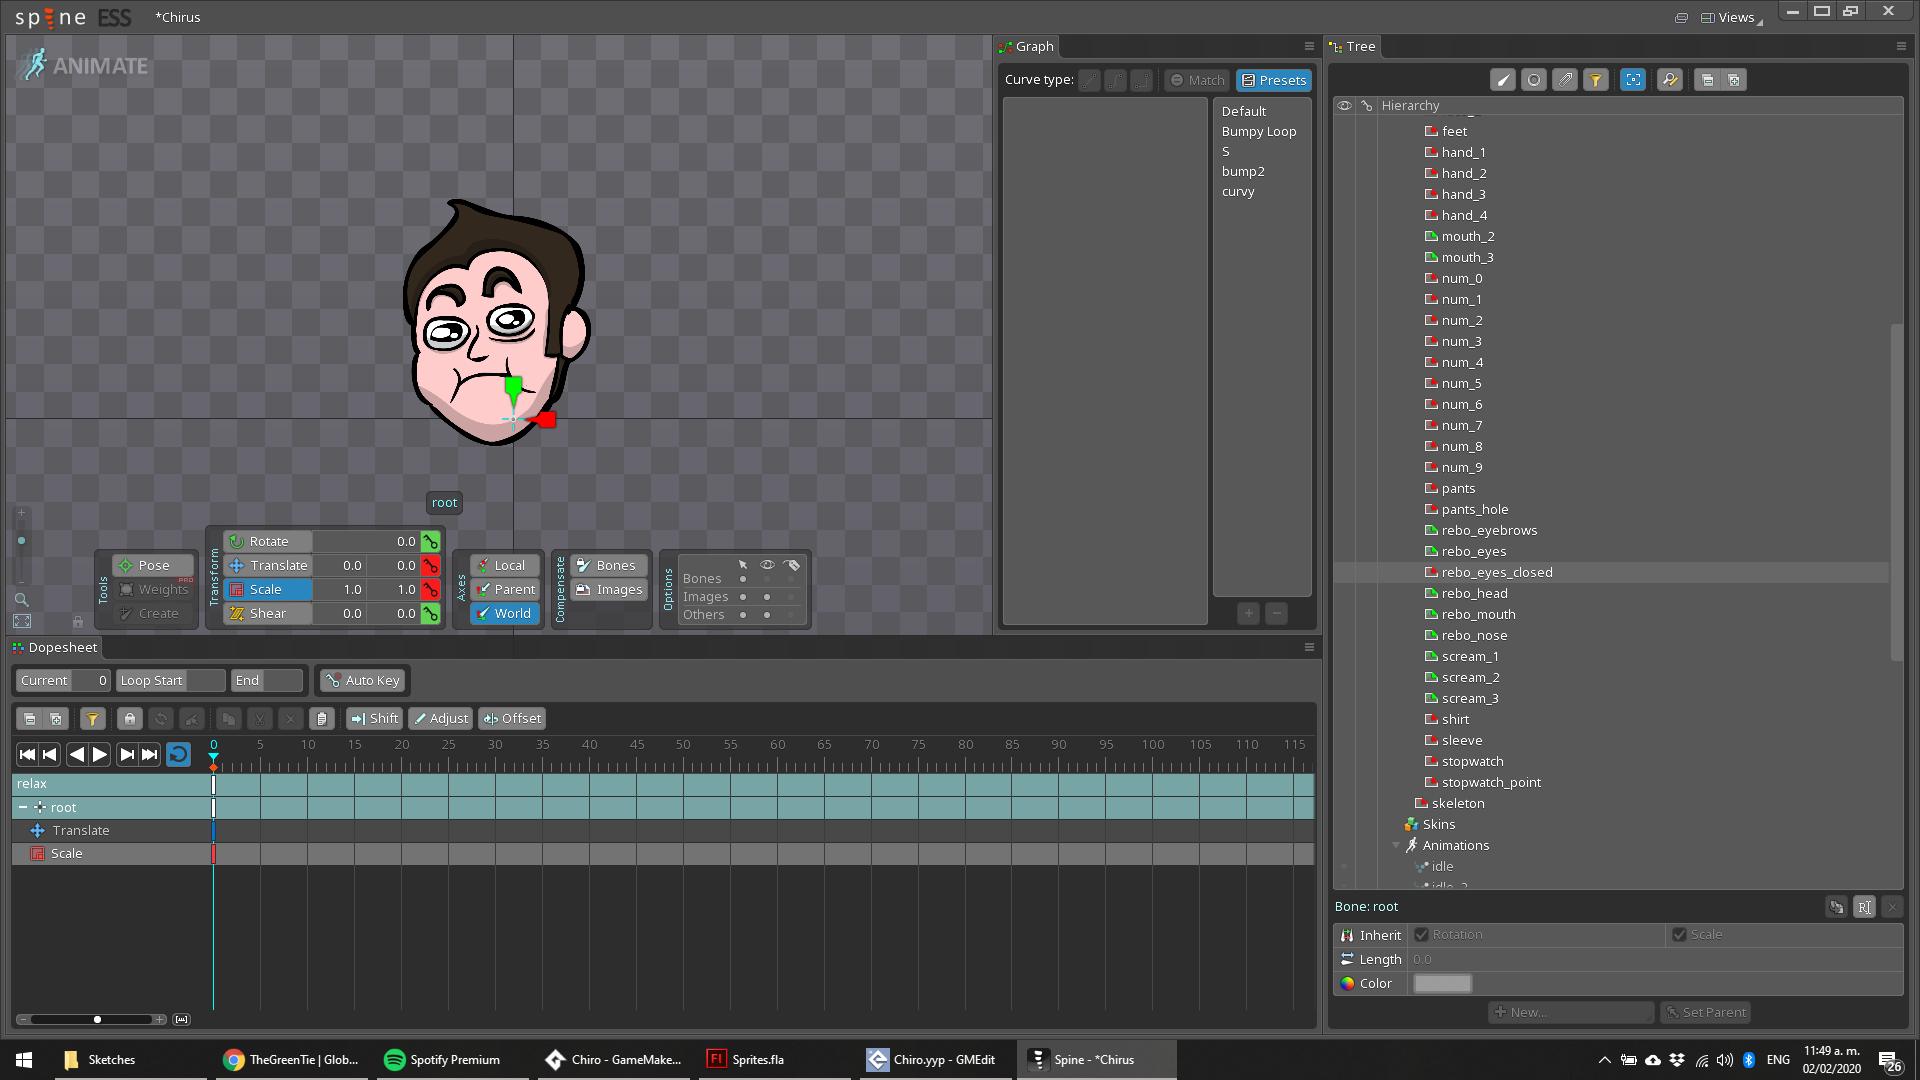 spine ESS *Chirus
Views
ANIMATE
Graph
Curve type:
Match
Presets
Default
Bumpy Loop
S
bump2
curvy
Tree
Hierarchy
feet
hand_1
hand_2
hand_3
hand_4
mouth_2
mouth_3
num_0
num_1
num_2
num_3
num_4
num_5
num_6
num_7
num_8
num_9
pants
pants_hole
rebo_eyebrows
rebo_eyes
rebo_eyes_closed
rebo_head
rebo_mouth
rebo_nose
scream_1
scream_2
scream_3
shirt
sleeve
stopwatch
stopwatch_point
skeleton
Skins
Animations
idle
idle_2
Bone: root
Inherit Rotation Scale
Length 0.0
Color
New...
Set Parent
root
Tools
Pose
Weights PRO
Create
Transform
Rotate 0.0
Translate 0.0 0.0
Scale 1.0 1.0
Shear 0.0 0.0
Axes
Local
Parent
World
Compensate
Bones
Images
Options
Bones
Images
Others
Dopesheet
Current 0 Loop Start End Auto Key
Shift Adjust Offset
0 5 10 15 20 25 30 35 40 45 50 55 60 65 70 75 80 85 90 95 100 105 110 115
relax
root
Translate
Scale
Sketches
TheGreenTie | Glob...
Spotify Premium
Chiro - GameMake...
Fl Sprites.fla
Chiro.yyp - GMEdit
Spine - *Chirus
ENG
11:49 a. m.
02/02/2020
26